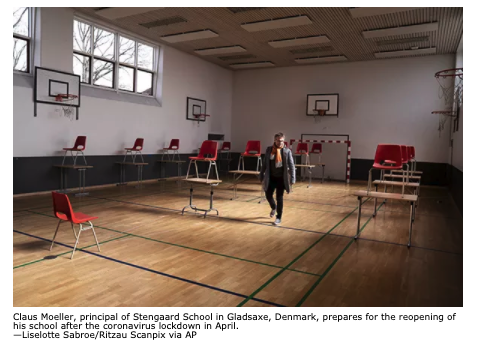 Claus Moeller, principal of Stengaard School in Gladsaxe, Denmark, prepares for the reopening of
his school after the coronavirus lockdown in April.
—Liselotte Sabroe/Ritzau Scanpix via AP